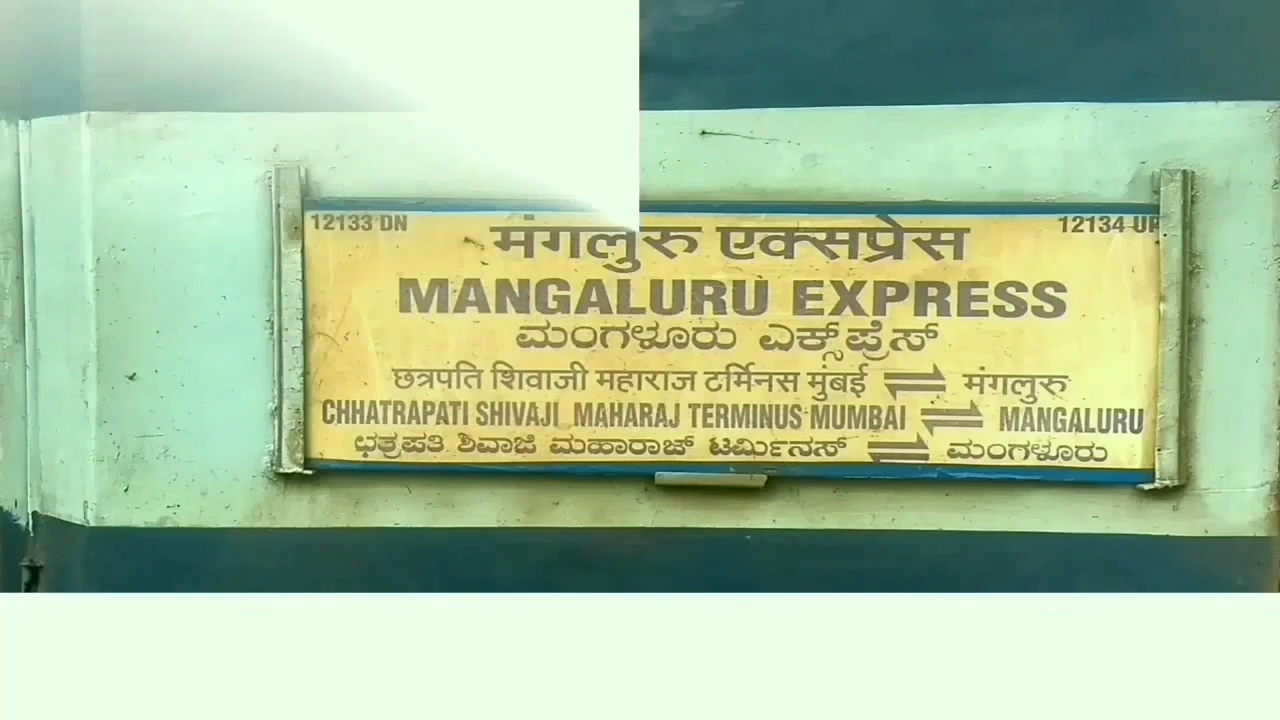 12133 DN 12134 UP
मंगलुरु एक्सप्रेस
MANGALURU EXPRESS
ಮಂಗಳೂರು ಎಕ್ಸ್‌ಪ್ರೆಸ್
छत्रपति शिवाजी महाराज टर्मिनस मुंबई ⇌ मंगलुरु
CHHATRAPATI SHIVAJI MAHARAJ TERMINUS MUMBAI ⇌ MANGALURU
ಛತ್ರಪತಿ ಶಿವಾಜಿ ಮಹಾರಾಜ್ ಟರ್ಮಿನಸ್ ⇌ ಮಂಗಳೂರು